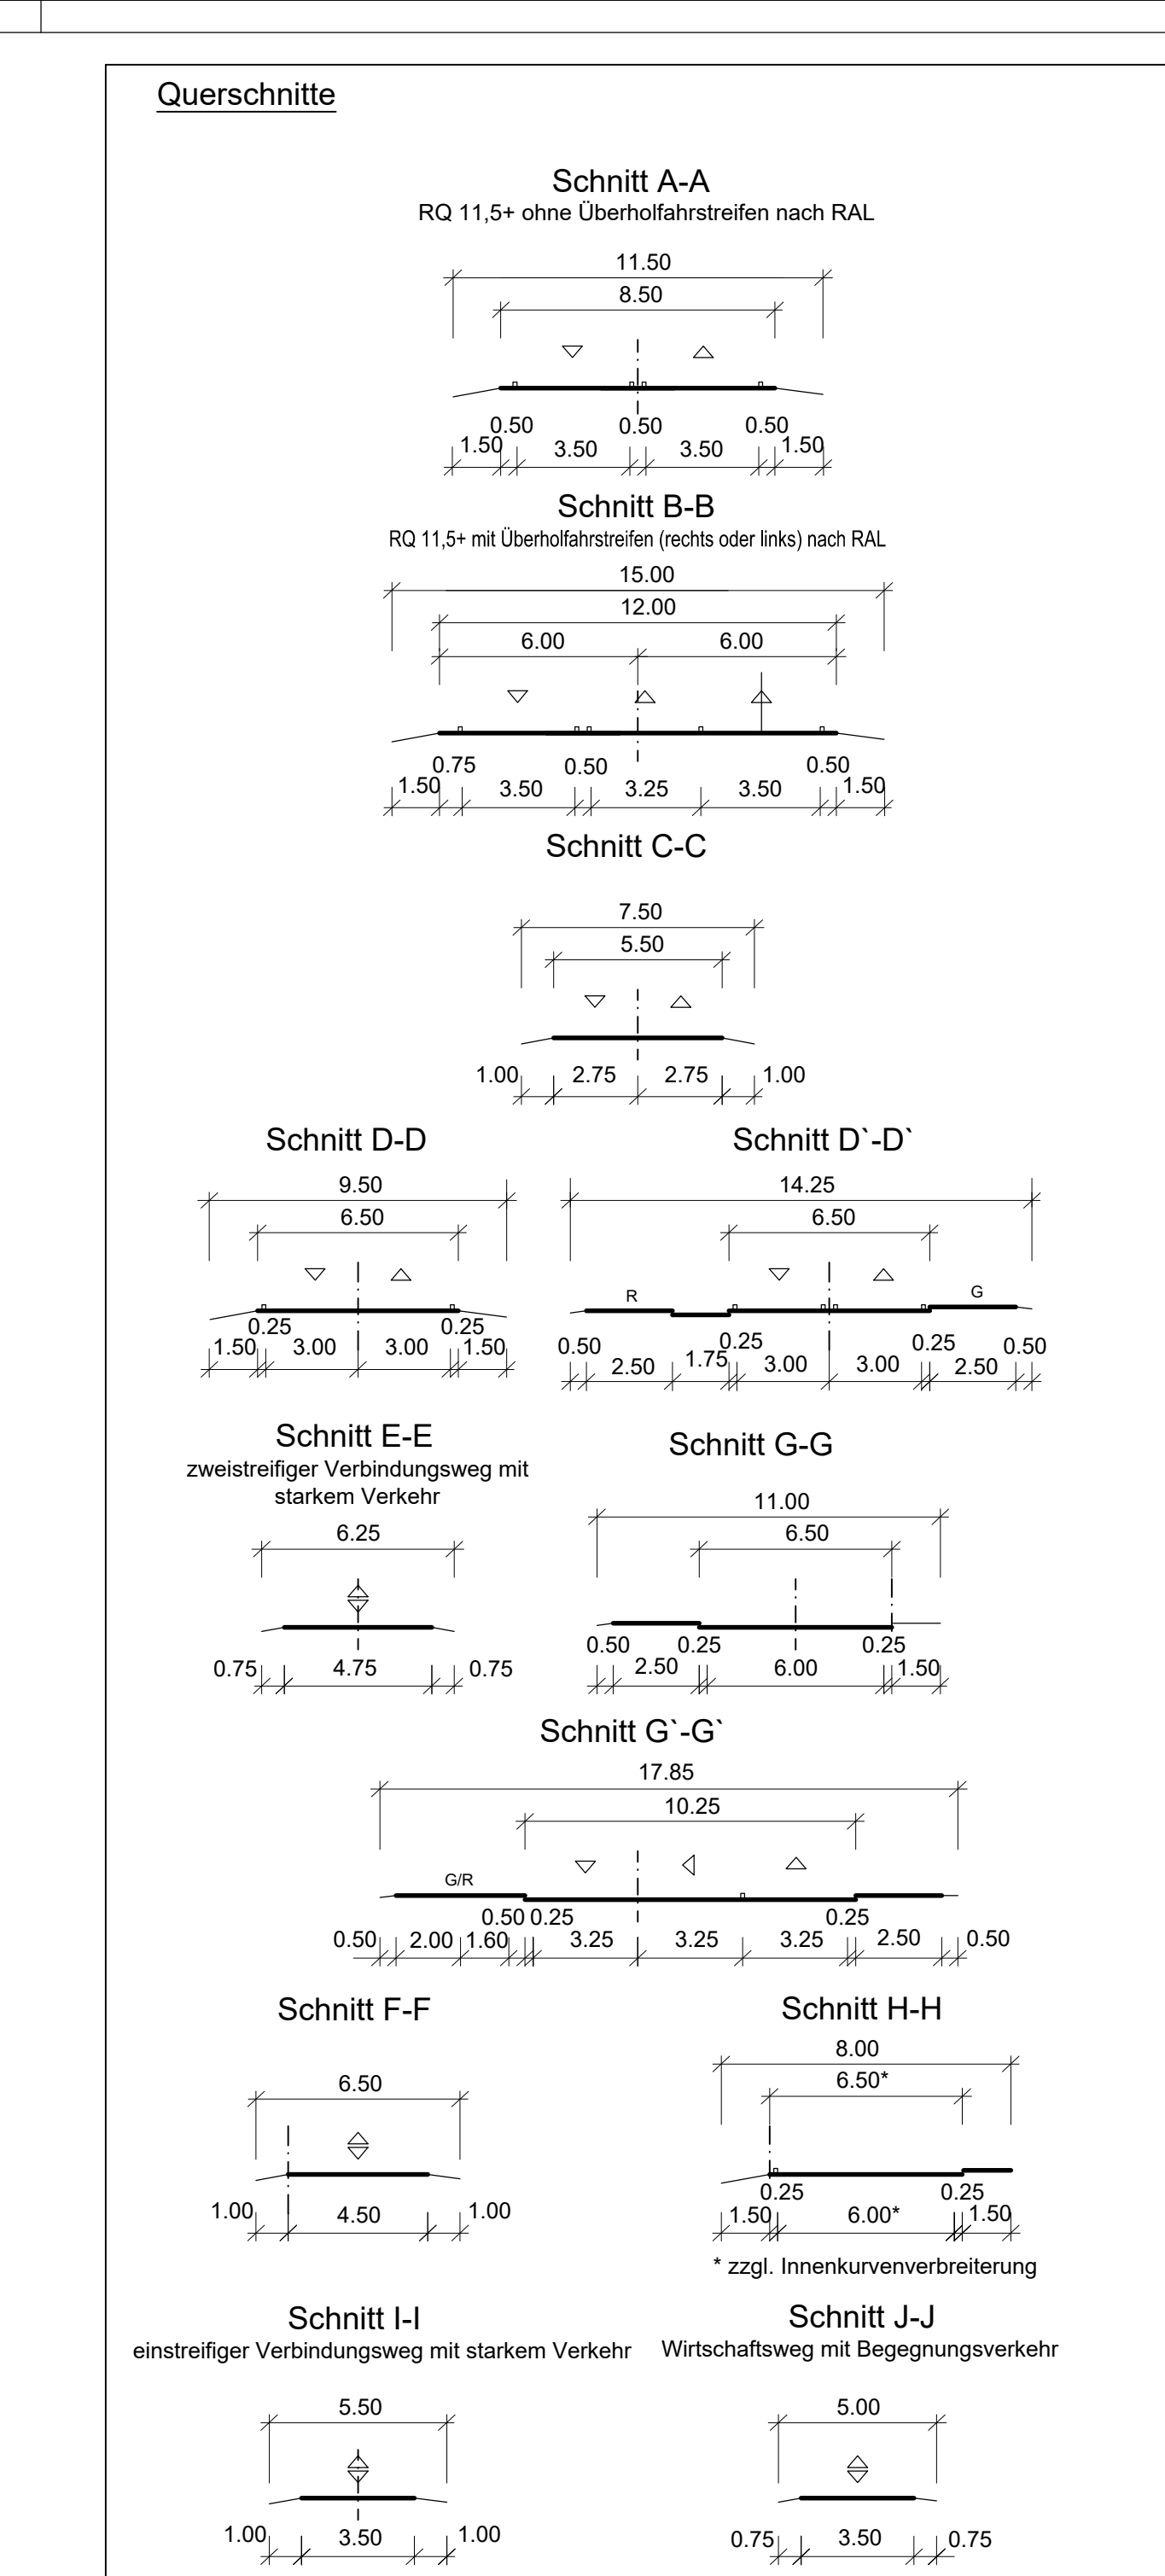 Querschnitte
Schnitt A-A
RQ 11,5+ ohne Überholfahrstreifen nach RAL
11.50
8.50
0.50 0.50 0.50
1.50 3.50 3.50 1.50
Schnitt B-B
RQ 11,5+ mit Überholfahrstreifen (rechts oder links) nach RAL
15.00
12.00
6.00 6.00
0.75 0.50 0.50
1.50 3.50 3.25 3.50 1.50
Schnitt C-C
7.50
5.50
1.00 2.75 2.75 1.00
Schnitt D-D
9.50
6.50
0.25 0.25
1.50 3.00 3.00 1.50
Schnitt D`-D`
14.25
6.50
R G
0.50 0.25 0.25 0.50
2.50 1.75 3.00 3.00 2.50
Schnitt E-E
zweistreifiger Verbindungsweg mit
starkem Verkehr
6.25
0.75 4.75 0.75
Schnitt G-G
11.00
6.50
0.50 0.25 0.25
2.50 6.00 1.50
Schnitt G`-G`
17.85
10.25
G/R
0.50 0.25 0.25
0.50 2.00 1.60 3.25 3.25 3.25 2.50 0.50
Schnitt F-F
6.50
1.00 4.50 1.00
Schnitt H-H
8.00
6.50*
0.25 0.25
1.50 6.00* 1.50
* zzgl. Innenkurvenverbreiterung
Schnitt I-I
einstreifiger Verbindungsweg mit starkem Verkehr
5.50
1.00 3.50 1.00
Schnitt J-J
Wirtschaftsweg mit Begegnungsverkehr
5.00
0.75 3.50 0.75